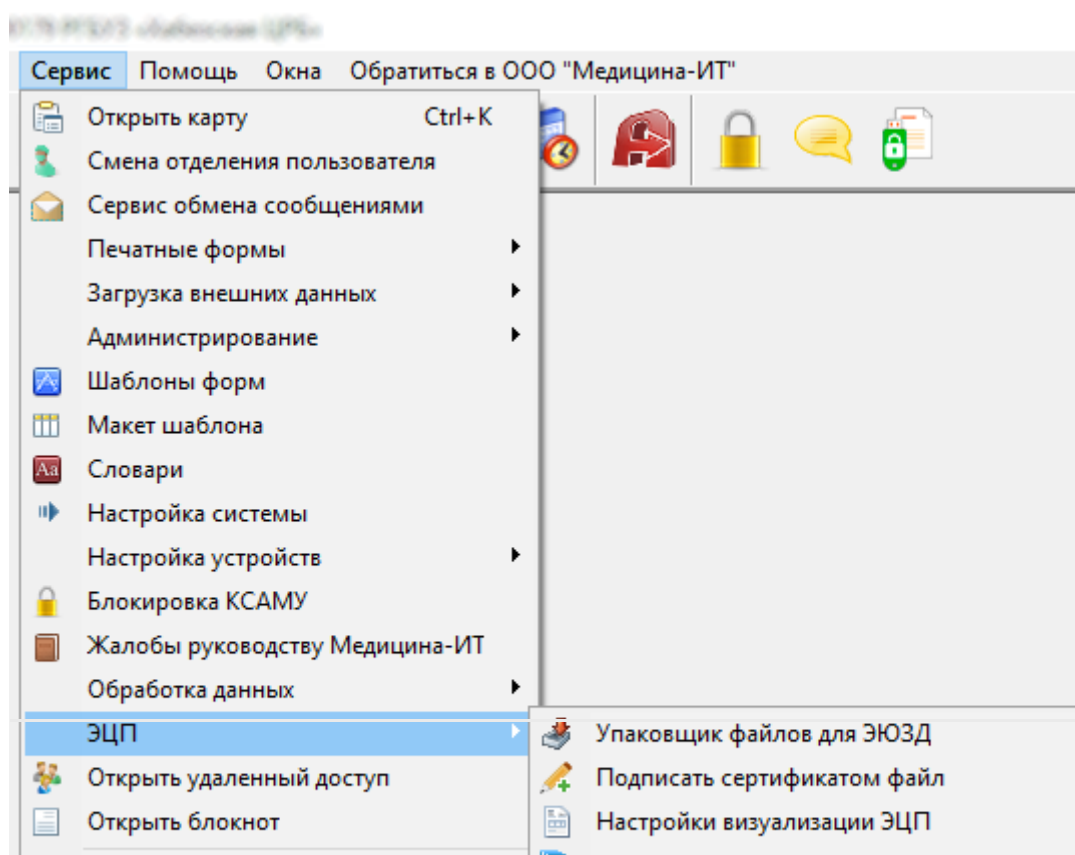 Сервис Помощь Окна Обратиться в ООО "Медицина-ИТ"
Открыть карту Ctrl+K
Смена отделения пользователя
Сервис обмена сообщениями
Печатные формы
Загрузка внешних данных
Администрирование
Шаблоны форм
Макет шаблона
Aa Словари
Настройка системы
Настройка устройств
Блокировка КСАМУ
Жалобы руководству Медицина-ИТ
Обработка данных
ЭЦП
Упаковщик файлов для ЭЮЗД
Открыть удаленный доступ
Подписать сертификатом файл
Открыть блокнот
Настройки визуализации ЭЦП